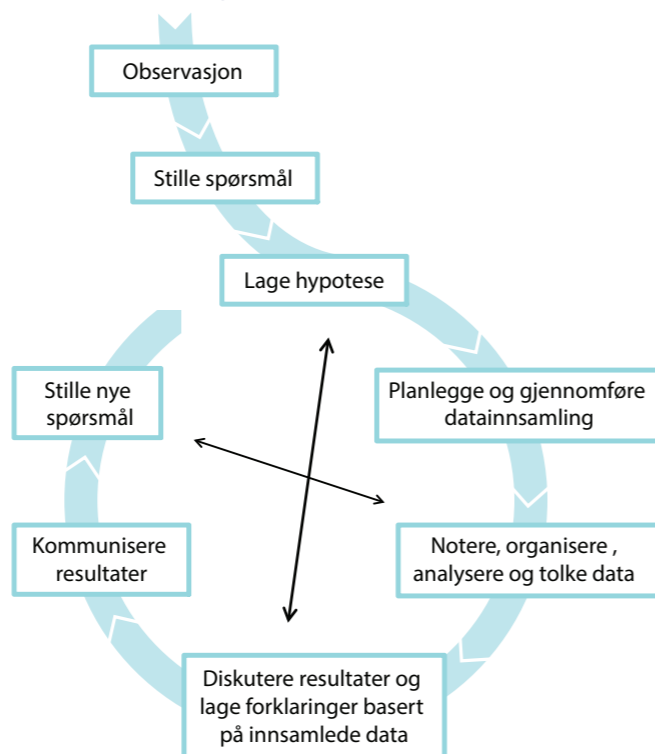 Observasjon
Stille spørsmål
Lage hypotese
Planlegge og gjennomføre
datainnsamling
Notere, organisere ,
analysere og tolke data
Diskutere resultater og
lage forklaringer basert
på innsamlede data
Kommunisere
resultater
Stille nye
spørsmål